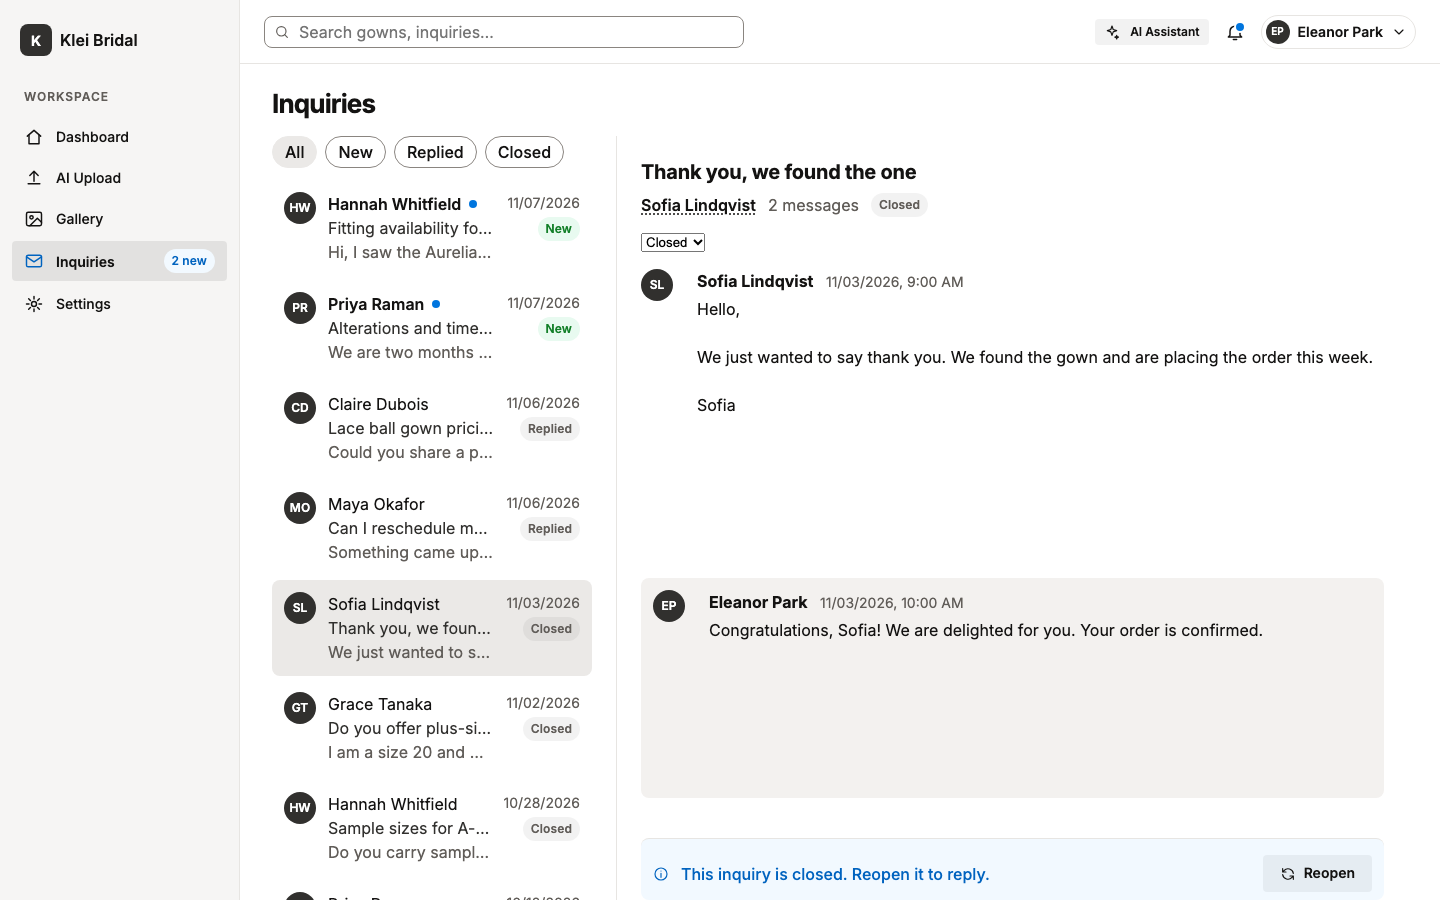 K Klei Bridal
Search gowns, inquiries...
AI Assistant
EP Eleanor Park
WORKSPACE
Dashboard
AI Upload
Gallery
Inquiries 2 new
Settings
Inquiries
All New Replied Closed
HW Hannah Whitfield 11/07/2026
Fitting availability fo... New
Hi, I saw the Aurelia...
PR Priya Raman 11/07/2026
Alterations and time... New
We are two months ...
CD Claire Dubois 11/06/2026
Lace ball gown prici... Replied
Could you share a p...
MO Maya Okafor 11/06/2026
Can I reschedule m... Replied
Something came up...
SL Sofia Lindqvist 11/03/2026
Thank you, we foun... Closed
We just wanted to s...
GT Grace Tanaka 11/02/2026
Do you offer plus-si... Closed
I am a size 20 and ...
HW Hannah Whitfield 10/28/2026
Sample sizes for A-... Closed
Do you carry sampl...
Thank you, we found the one
Sofia Lindqvist 2 messages Closed
Closed
SL Sofia Lindqvist 11/03/2026, 9:00 AM
Hello,
We just wanted to say thank you. We found the gown and are placing the order this week.
Sofia
EP Eleanor Park 11/03/2026, 10:00 AM
Congratulations, Sofia! We are delighted for you. Your order is confirmed.
This inquiry is closed. Reopen it to reply.
Reopen